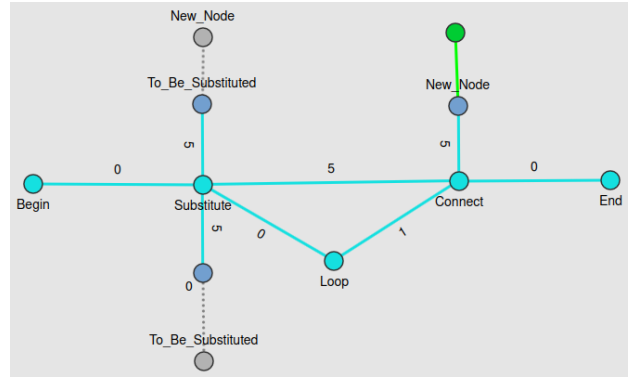 New_Node
To_Be_Substituted
New_Node
5
5
0
5
0
Begin
Substitute
Connect
End
5
0
1
Loop
0
To_Be_Substituted